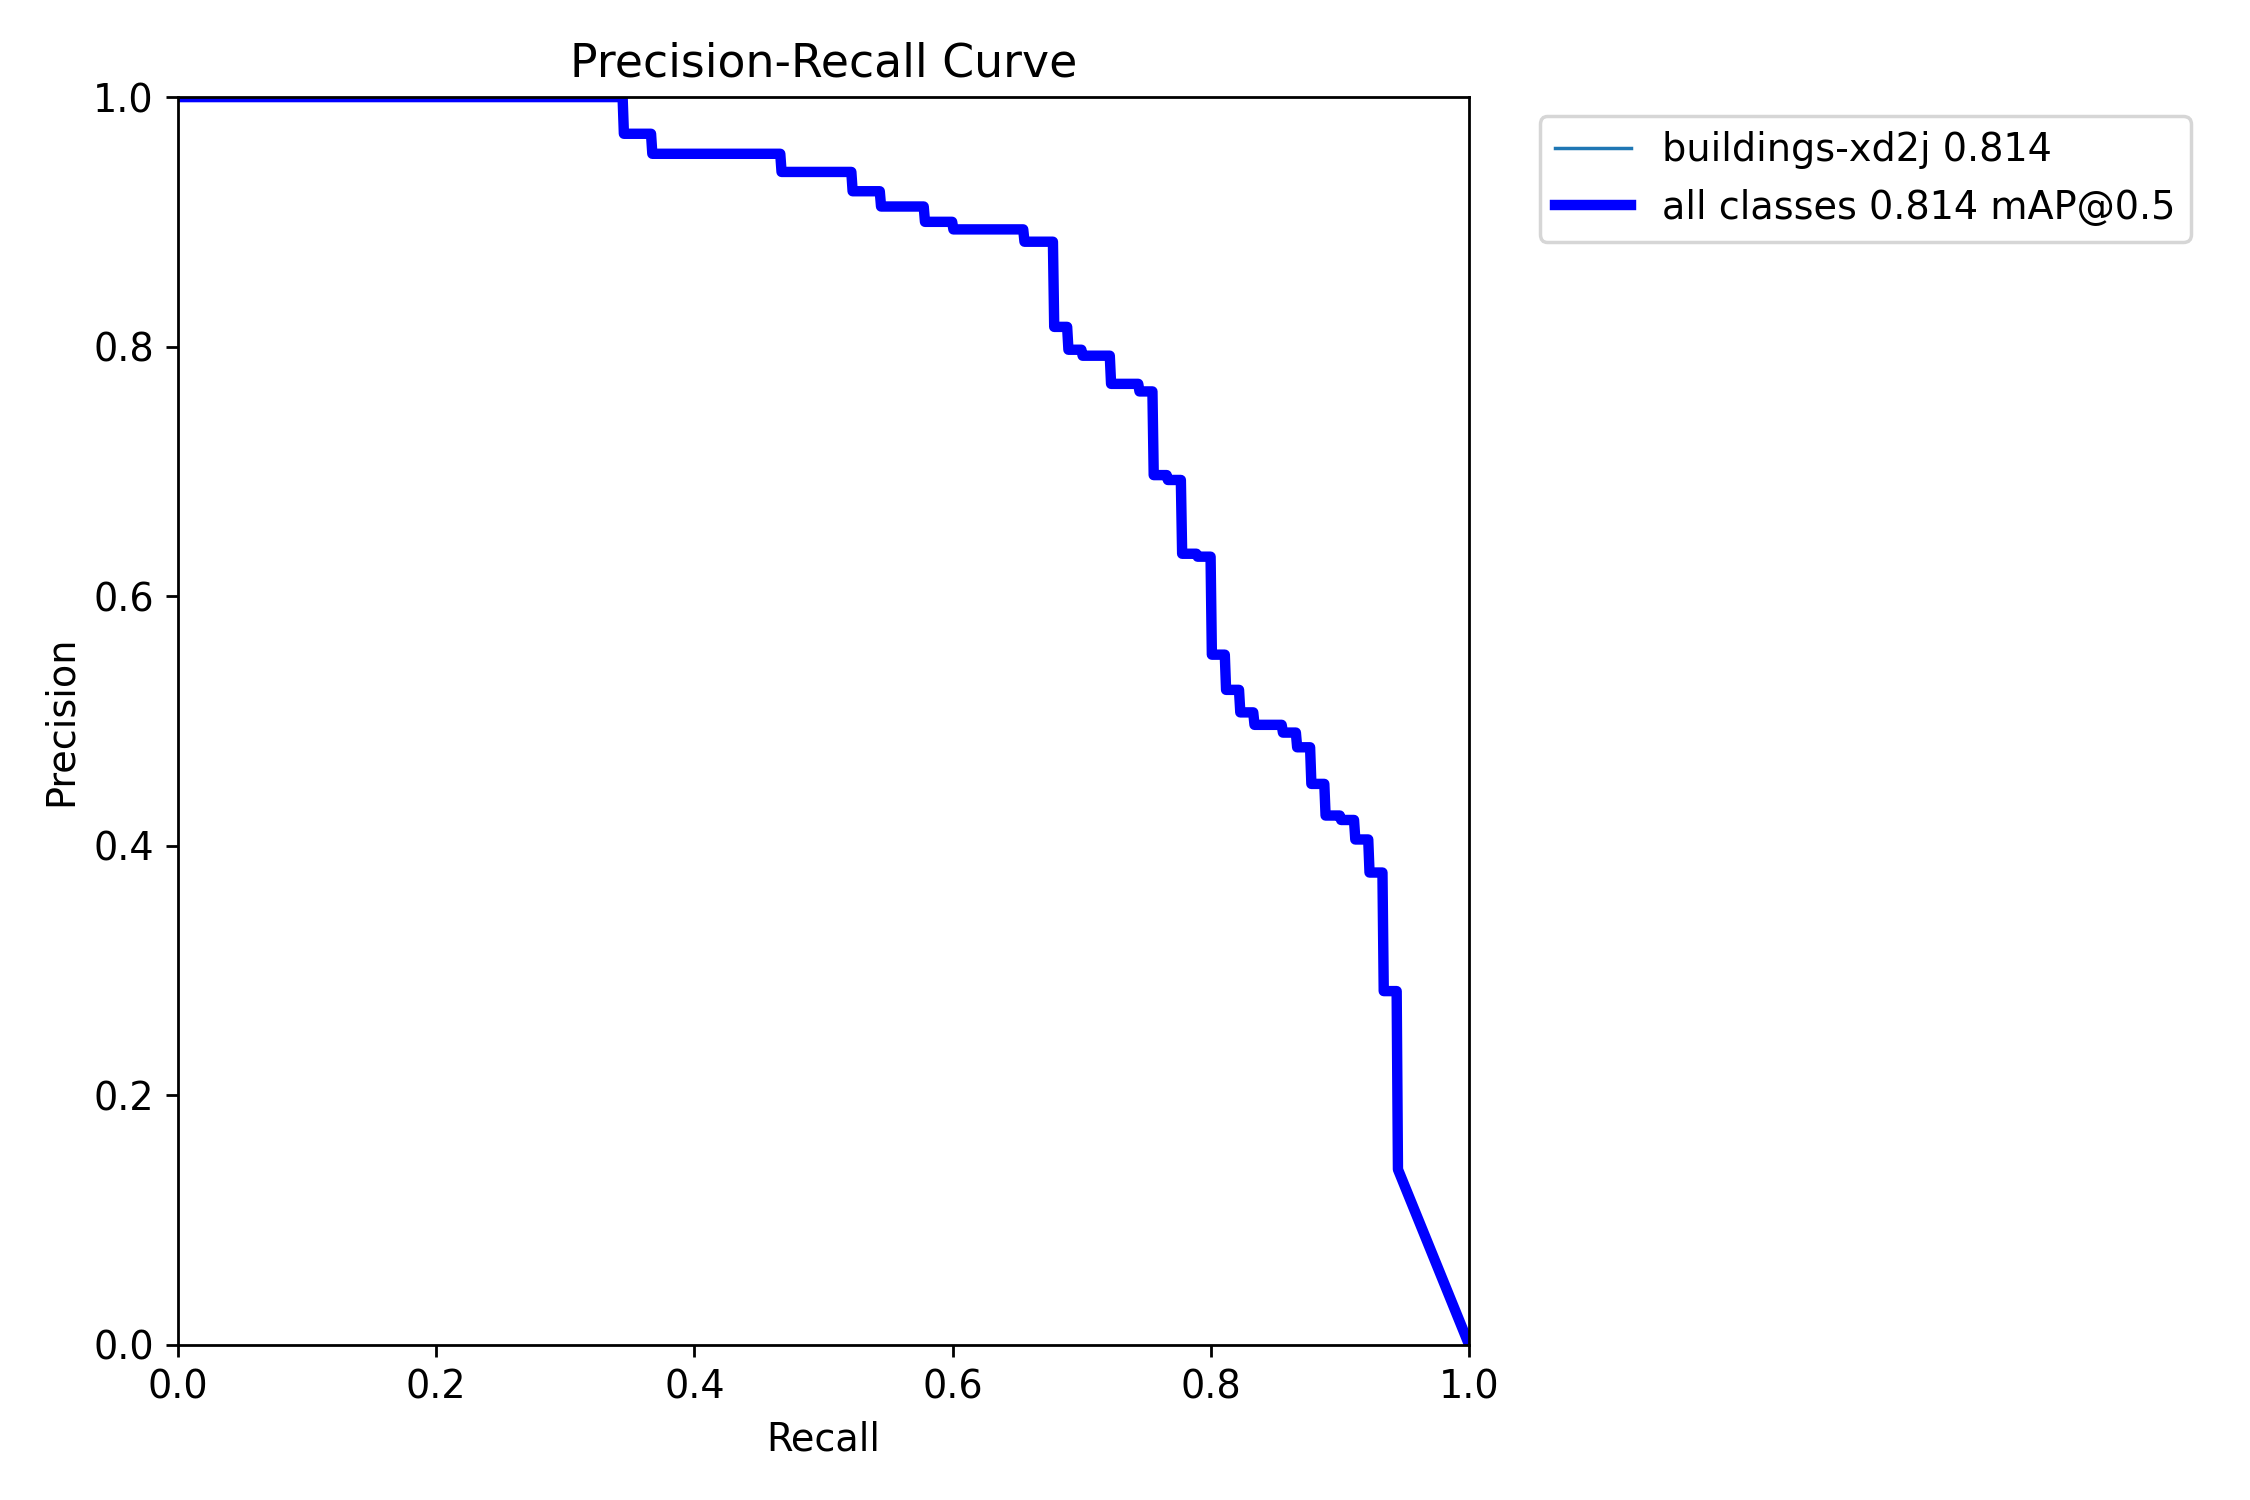 Precision-Recall Curve
1.0
0.8
0.6
0.4
0.2
0.0
Precision
0.0 0.2 0.4 0.6 0.8 1.0
Recall
buildings-xd2j 0.814
all classes 0.814 mAP@0.5